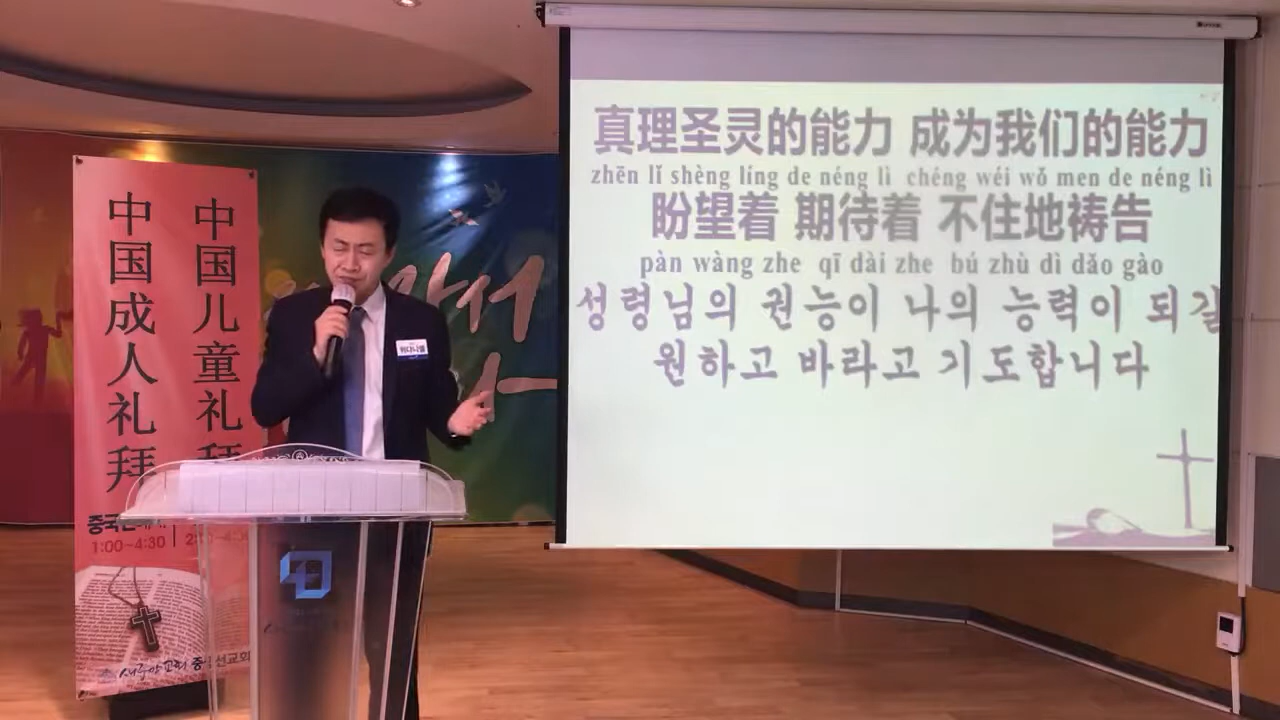 真理圣灵的能力 成为我们的能力
zhēn lǐ shèng líng de néng lì chéng wéi wǒ men de néng lì
盼望着 期待着 不住地祷告
pàn wàng zhe qī dài zhe bú zhù dì dǎo gào
성령님의 권능이 나의 능력이 되길
원하고 바라고 기도합니다
中国成人礼拜
中国儿童礼拜
1:00~4:30
위다니엘